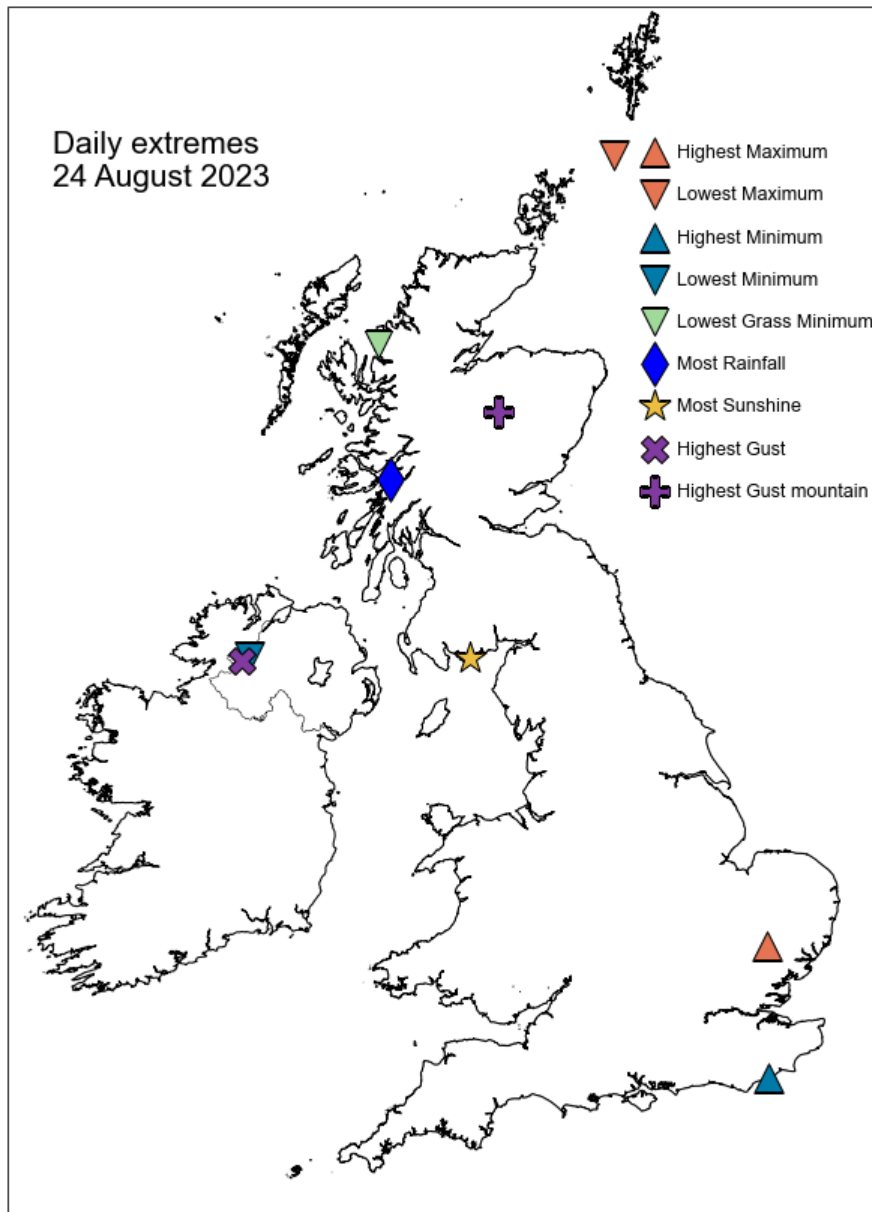 Daily extremes
24 August 2023
Highest Maximum
Lowest Maximum
Highest Minimum
Lowest Minimum
Lowest Grass Minimum
Most Rainfall
Most Sunshine
Highest Gust
Highest Gust mountain